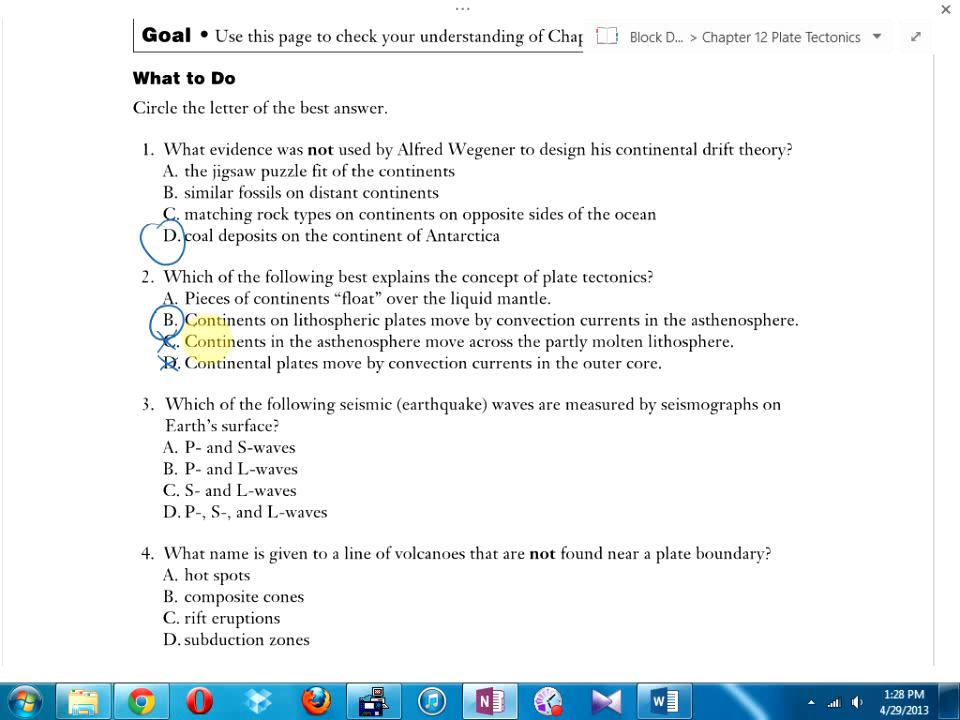 Goal • Use this page to check your understanding of Chap
Block D... > Chapter 12 Plate Tectonics
What to Do
Circle the letter of the best answer.
1. What evidence was not used by Alfred Wegener to design his continental drift theory?
A. the jigsaw puzzle fit of the continents
B. similar fossils on distant continents
C. matching rock types on continents on opposite sides of the ocean
D. coal deposits on the continent of Antarctica
2. Which of the following best explains the concept of plate tectonics?
A. Pieces of continents “float” over the liquid mantle.
B. Continents on lithospheric plates move by convection currents in the asthenosphere.
C. Continents in the asthenosphere move across the partly molten lithosphere.
D. Continental plates move by convection currents in the outer core.
3. Which of the following seismic (earthquake) waves are measured by seismographs on
Earth’s surface?
A. P- and S-waves
B. P- and L-waves
C. S- and L-waves
D. P-, S-, and L-waves
4. What name is given to a line of volcanoes that are not found near a plate boundary?
A. hot spots
B. composite cones
C. rift eruptions
D. subduction zones
1:28 PM
4/29/2013